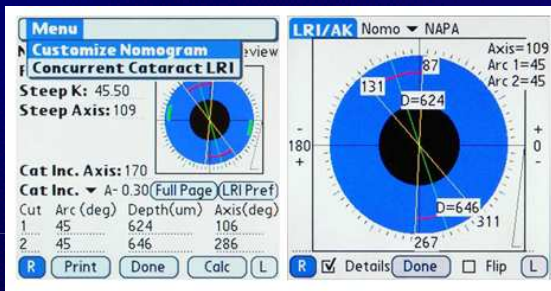 Menu
Customize Nomogram
Concurrent Cataract LRI
eview
Steep K: 45.50
Steep Axis: 109
Cat Inc. Axis: 170
Cat Inc. ▼ A- 0.30 Full Page LRI Pref
Cut Arc (deg) Depth(um) Axis(deg)
1 45 624 106
2 45 646 286
R Print Done Calc L
LRI/AK Nomo ▼ NAPA
Axis=109
Arc 1=45
Arc 2=45
87
131
D=624
- +
180 0
+ -
D=646
311
267
R Details Done Flip L